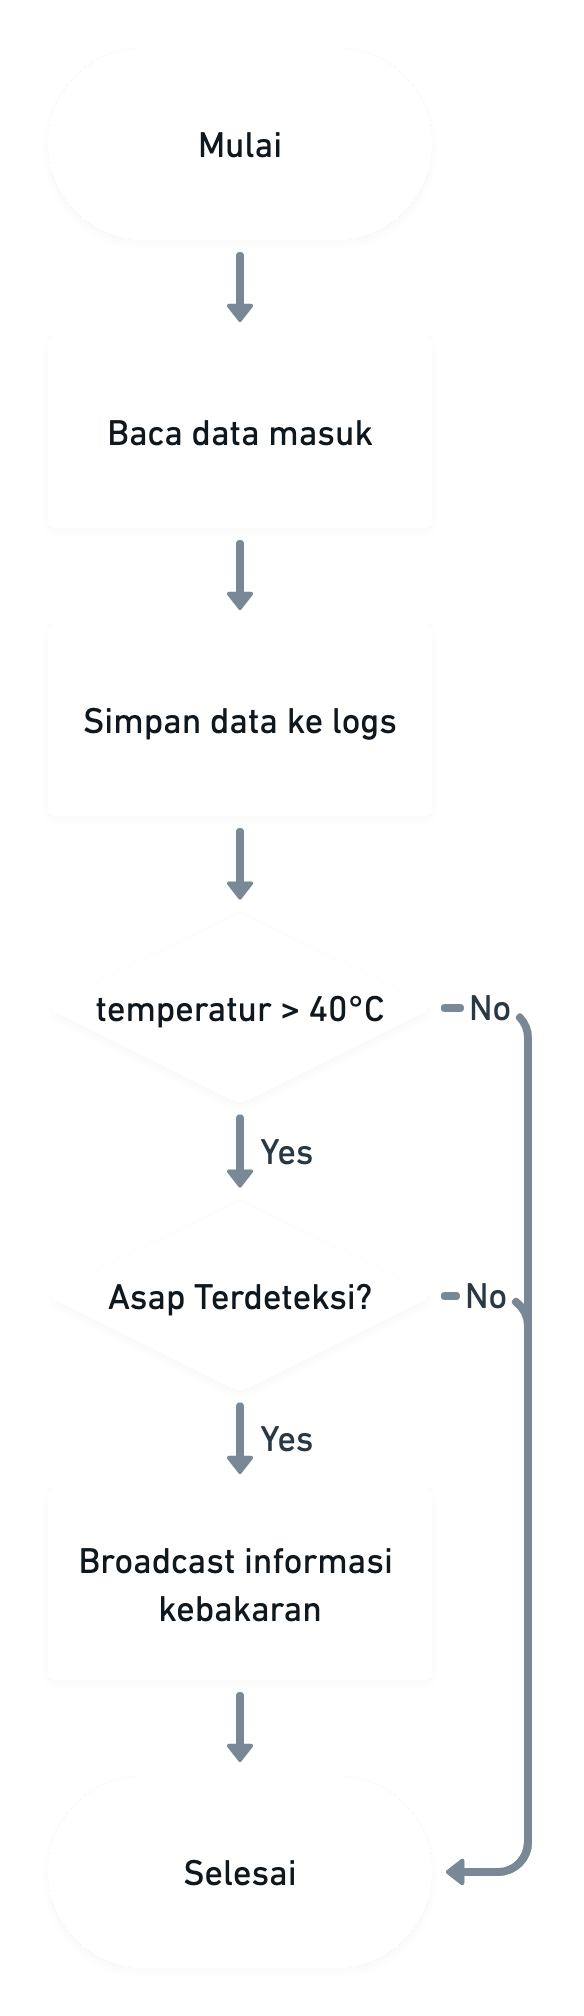 Mulai
Baca data masuk
Simpan data ke logs
temperatur > 40°C
No
Yes
Asap Terdeteksi?
No
Yes
Broadcast informasi
kebakaran
Selesai